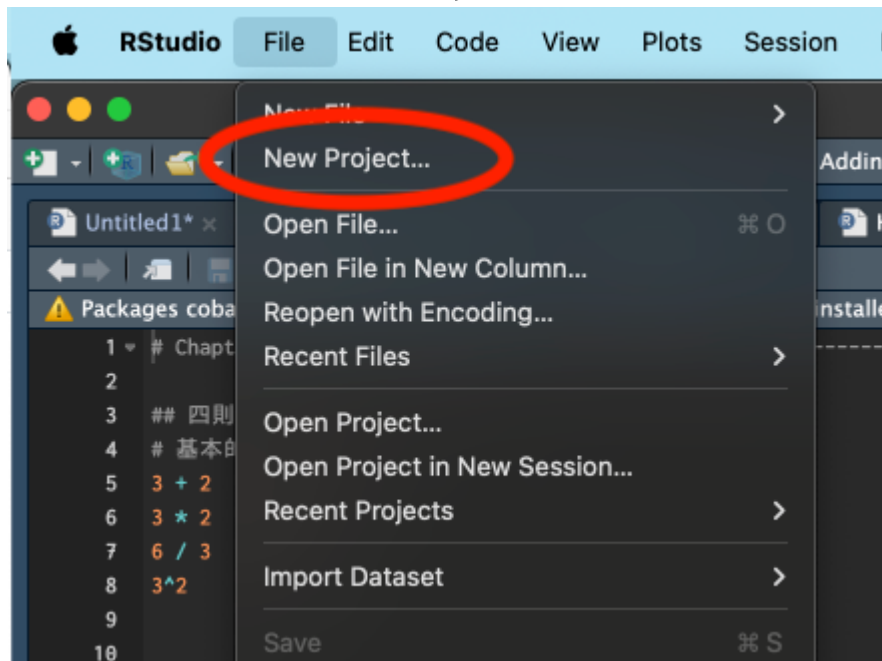 RStudio File Edit Code View Plots Session
New File
New Project...
Addin
Untitled1*
Open File... ⌘ O
Open File in New Column...
Packages coba
Reopen with Encoding...
installe
1 # Chapt
Recent Files
2
3 ## 四則
Open Project...
4 # 基本的
Open Project in New Session...
5 3 + 2
6 3 * 2
Recent Projects
7 6 / 3
Import Dataset
8 3^2
9
10
Save ⌘ S